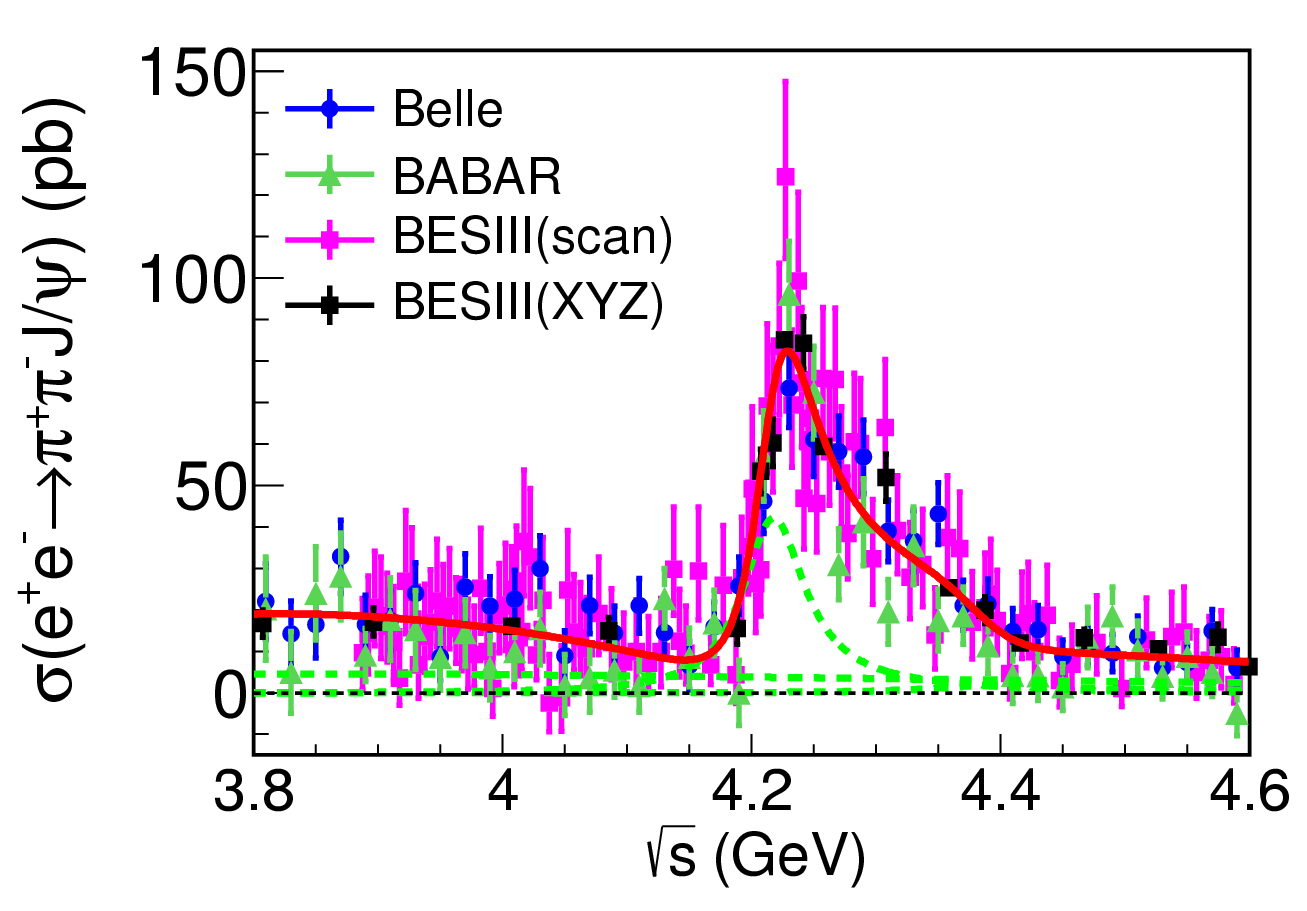 σ(e⁺e⁻→π⁺π⁻J/ψ) (pb)
150
100
50
0
Belle
BABAR
BESIII(scan)
BESIII(XYZ)
3.8 4 4.2 4.4 4.6
√s (GeV)